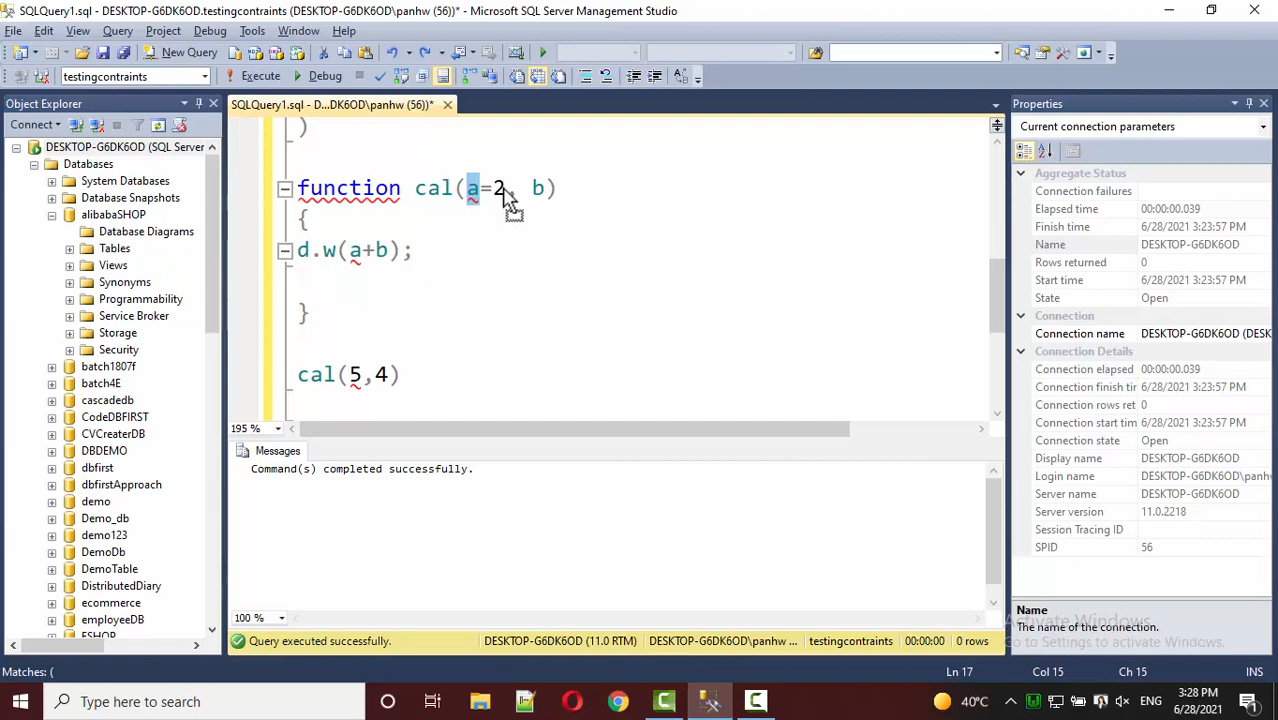 SQLQuery1.sql - DESKTOP-G6DK6OD.testingcontraints (DESKTOP-G6DK6OD\panhw (56))* - Microsoft SQL Server Management Studio
File Edit View Query Project Debug Tools Window Help
New Query
testingcontraints Execute Debug
Object Explorer
Connect
DESKTOP-G6DK6OD (SQL Server
Databases
System Databases
Database Snapshots
alibabaSHOP
Database Diagrams
Tables
Views
Synonyms
Programmability
Service Broker
Storage
Security
batch1807f
batch4E
cascadedb
CodeDBFIRST
CVCreaterDB
DBDEMO
dbfirst
dbfirstApproach
demo
Demo_db
demo123
DemoDb
DemoTable
DistributedDiary
ecommerce
employeeDB
ESHOP
SQLQuery1.sql - D...DK6OD\panhw (56))*
)
function cal(a=2, b)
{
d.w(a+b);
}
cal(5,4)
195 %
Messages
Command(s) completed successfully.
100 %
Query executed successfully. DESKTOP-G6DK6OD (11.0 RTM) DESKTOP-G6DK6OD\panhw ... testingcontraints 00:00:00 0 rows
Properties
Current connection parameters
Aggregate Status
Connection failures
Elapsed time 00:00:00.039
Finish time 6/28/2021 3:23:57 PM
Name DESKTOP-G6DK6OD
Rows returned 0
Start time 6/28/2021 3:23:57 PM
State Open
Connection
Connection name DESKTOP-G6DK6OD (DESK
Connection Details
Connection elapsed 00:00:00.039
Connection finish tim 6/28/2021 3:23:57 PM
Connection rows ret 0
Connection start tim 6/28/2021 3:23:57 PM
Connection state Open
Display name DESKTOP-G6DK6OD
Login name DESKTOP-G6DK6OD\panhw
Server name DESKTOP-G6DK6OD
Server version 11.0.2218
Session Tracing ID
SPID 56
Name
The name of the connection.
Activate Windows
Go to Settings to activate Windows.
Matches: ( Ln 17 Col 15 Ch 15 INS
Type here to search
40°C ENG 3:28 PM 6/28/2021 1